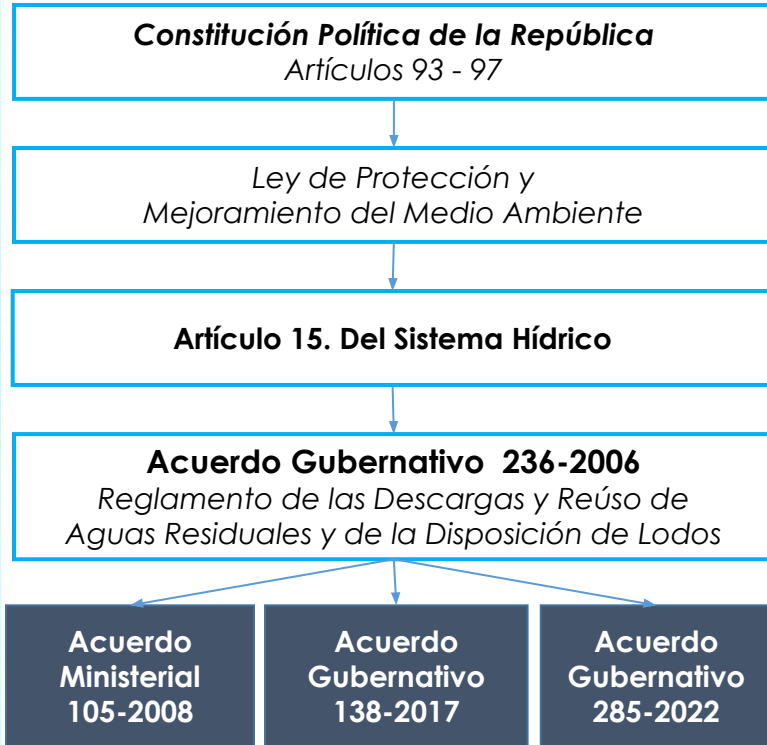 Constitución Política de la República
Artículos 93 - 97
Ley de Protección y
Mejoramiento del Medio Ambiente
Artículo 15. Del Sistema Hídrico
Acuerdo Gubernativo 236-2006
Reglamento de las Descargas y Reúso de
Aguas Residuales y de la Disposición de Lodos
Acuerdo
Ministerial
105-2008
Acuerdo
Gubernativo
138-2017
Acuerdo
Gubernativo
285-2022